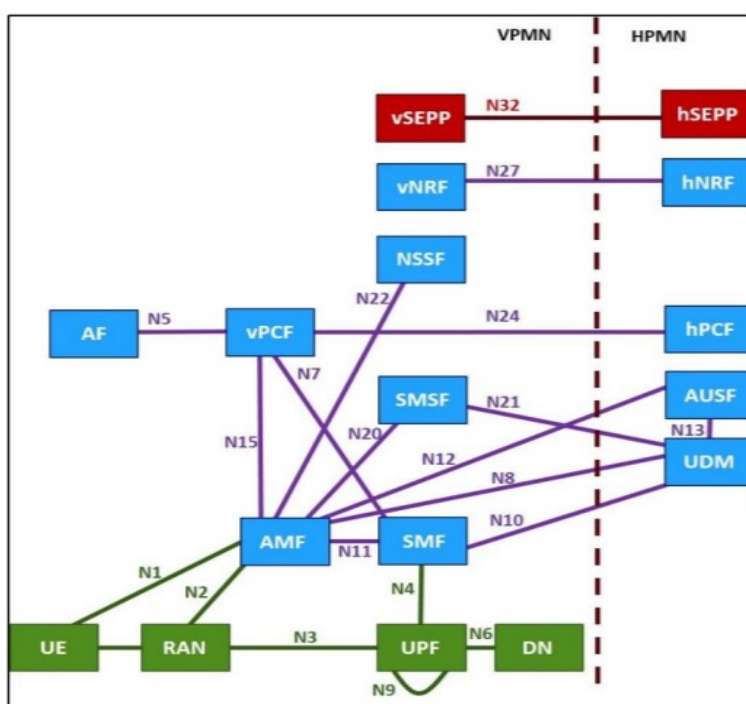 VPMN HPMN
vSEPP N32 hSEPP
vNRF N27 hNRF
NSSF
N22
AF N5 vPCF N24 hPCF
N7
SMSF N21 AUSF
N15 N20 N12 N13
N8 UDM
AMF N11 SMF N10
N1 N2 N4
UE RAN N3 UPF N6 DN
N9